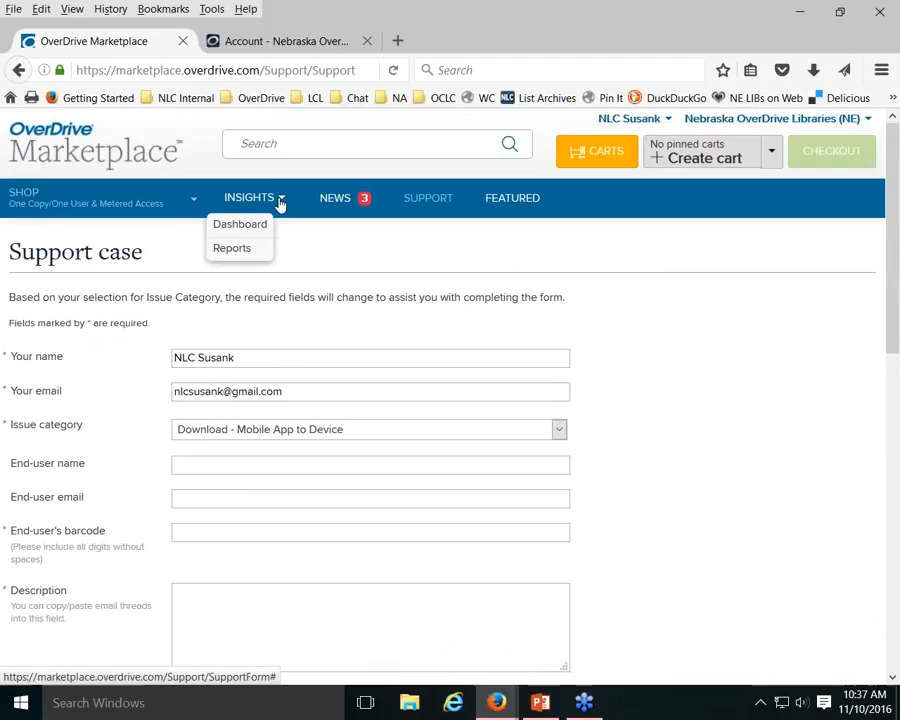 File Edit View History Bookmarks Tools Help
OverDrive Marketplace
Account - Nebraska Over...
https://marketplace.overdrive.com/Support/Support
Search
Getting Started NLC Internal OverDrive LCL Chat NA OCLC WC NLC List Archives Pin It DuckDuckGo NE LIBs on Web Delicious
NLC Susank Nebraska OverDrive Libraries (NE)
OverDrive
Marketplace™
Search
CARTS
No pinned carts
+ Create cart
CHECKOUT
SHOP
One Copy/One User & Metered Access
INSIGHTS
NEWS 3
SUPPORT
FEATURED
Dashboard
Reports
Support case
Based on your selection for Issue Category, the required fields will change to assist you with completing the form.
Fields marked by * are required.
* Your name NLC Susank
* Your email nlcsusank@gmail.com
* Issue category Download - Mobile App to Device
End-user name
End-user email
* End-user's barcode
(Please include all digits without
spaces)
* Description
You can copy/paste email threads
into this field.
https://marketplace.overdrive.com/Support/SupportForm#
Search Windows
10:37 AM
11/10/2016